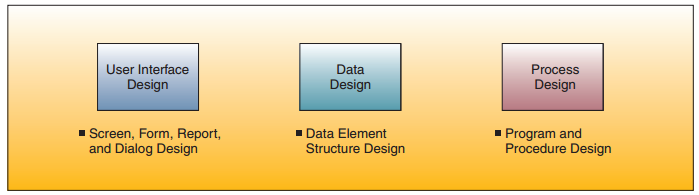 User Interface
Design
Data
Design
Process
Design
■ Screen, Form, Report,
and Dialog Design
■ Data Element
Structure Design
■ Program and
Procedure Design